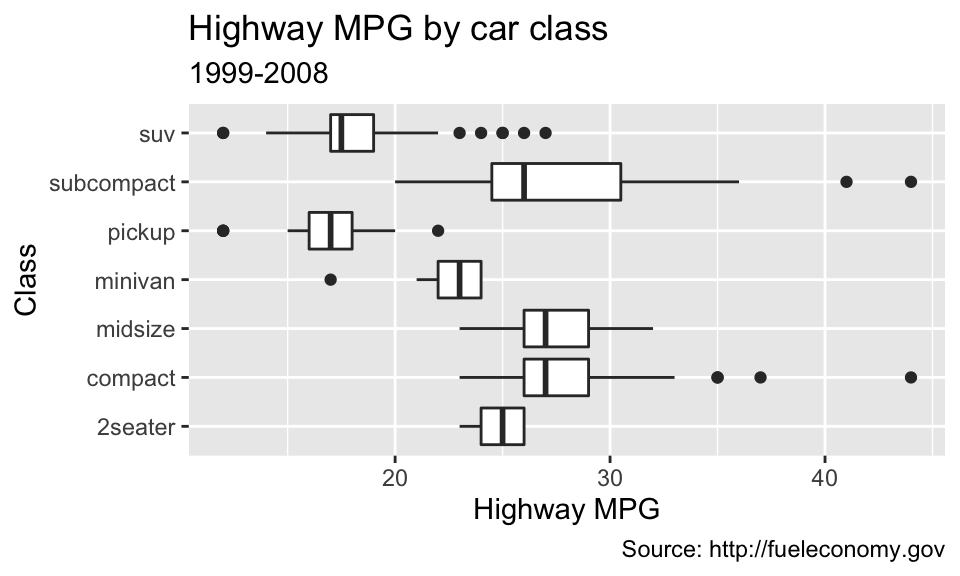 Highway MPG by car class
1999-2008
Class
suv
subcompact
pickup
minivan
midsize
compact
2seater
20 30 40
Highway MPG
Source: http://fueleconomy.gov